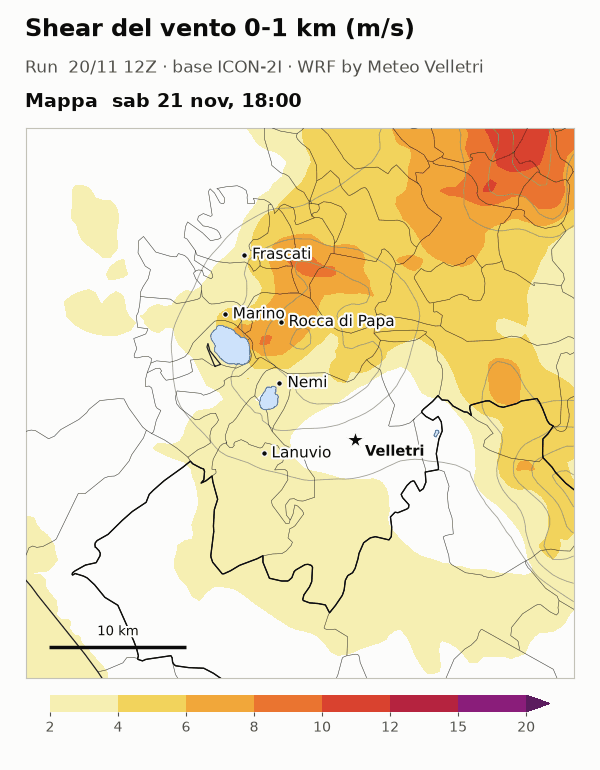 Shear del vento 0-1 km (m/s)
Run 20/11 12Z · base ICON-2I · WRF by Meteo Velletri
Mappa sab 21 nov, 18:00
Frascati
Marino
Rocca di Papa
Nemi
Velletri
Lanuvio
10 km
2 4 6 8 10 12 15 20